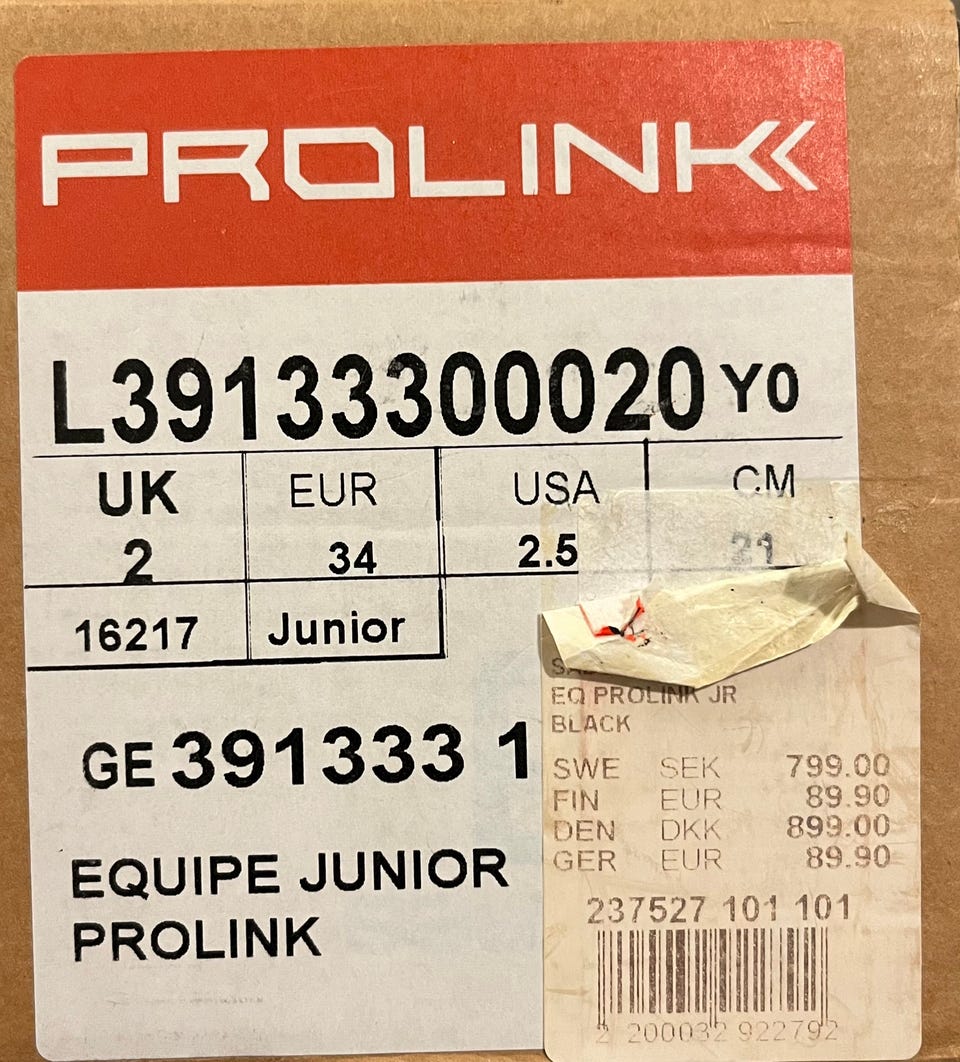 PROLINK
L39133300020 Y0
UK EUR USA CM
2 34 2.5 21
16217 Junior
GE 391333 1
EQUIPE JUNIOR
PROLINK
EQ PROLINK JR
BLACK
SWE SEK 799.00
FIN EUR 89.90
DEN DKK 899.00
GER EUR 89.90
237527 101 101
2 200032 922792